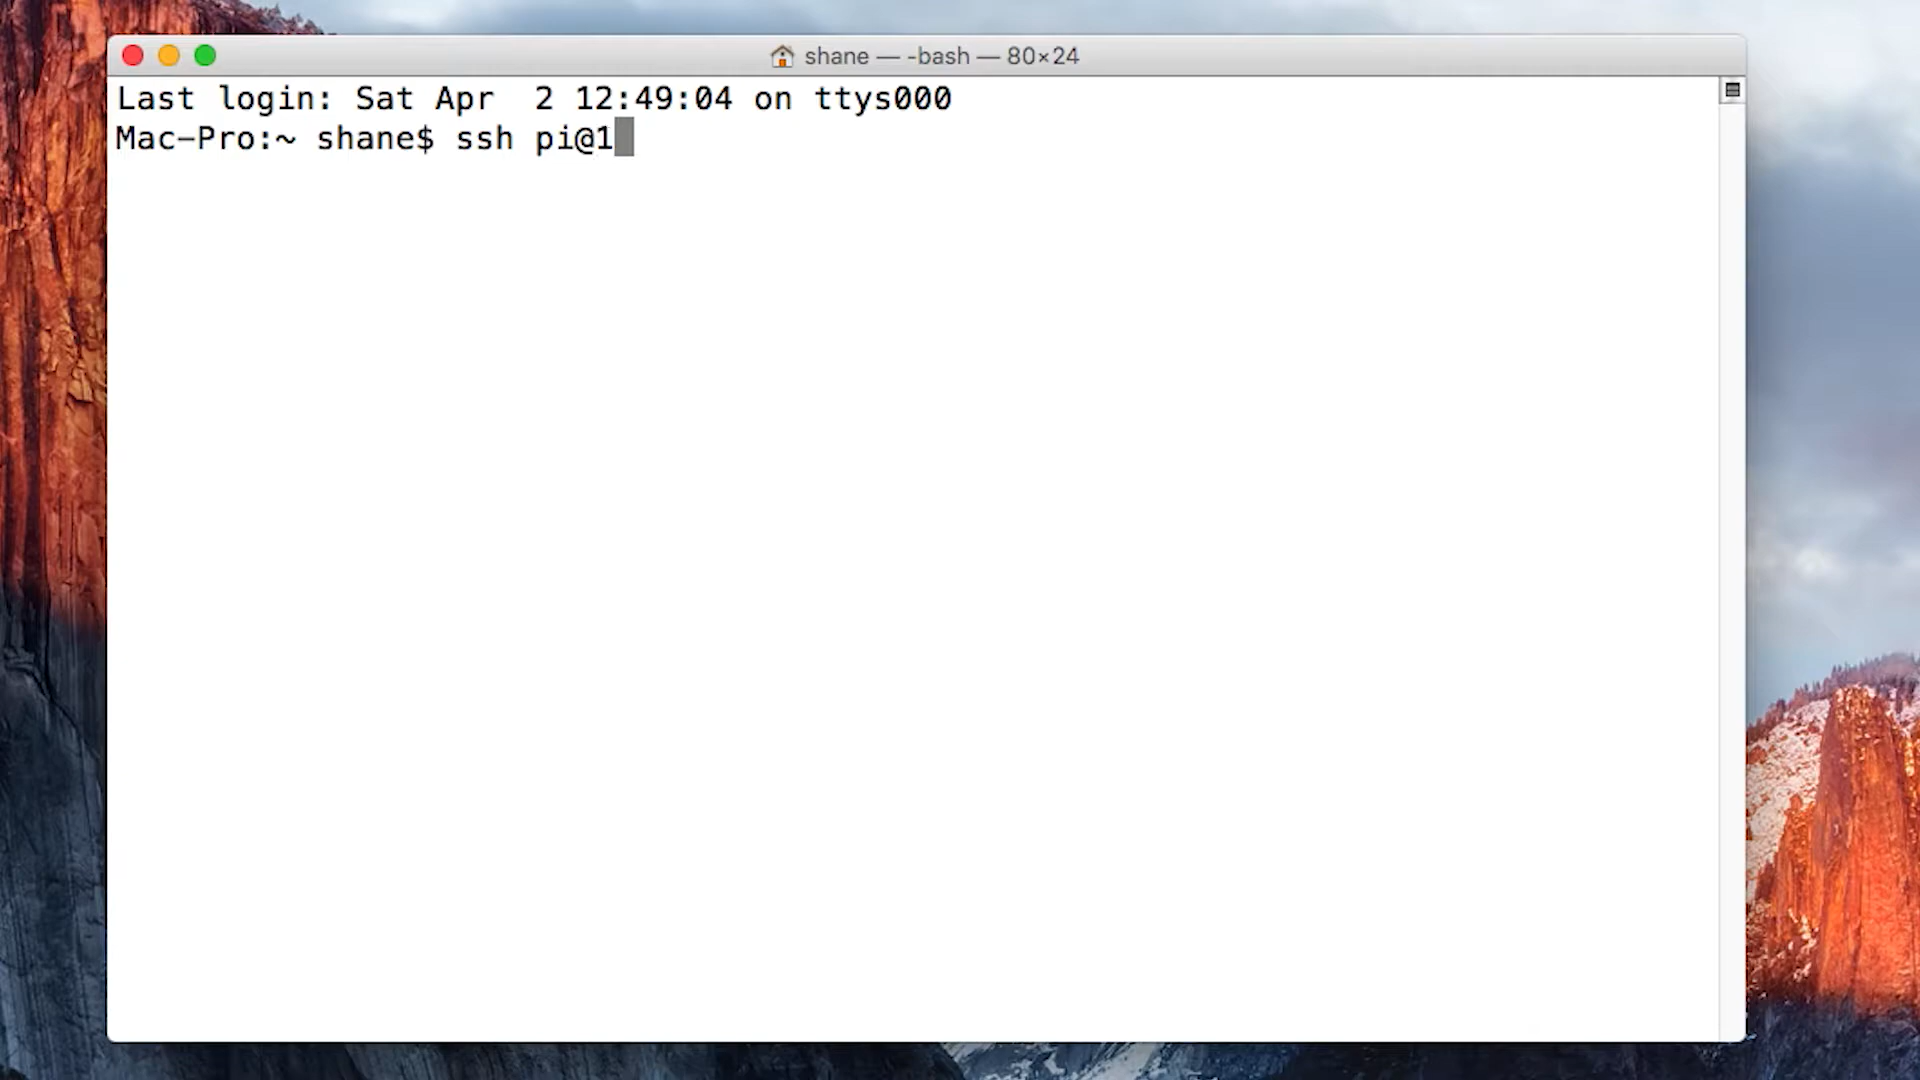 shane — -bash — 80×24
Last login: Sat Apr  2 12:49:04 on ttys000
Mac-Pro:~ shane$ ssh pi@1